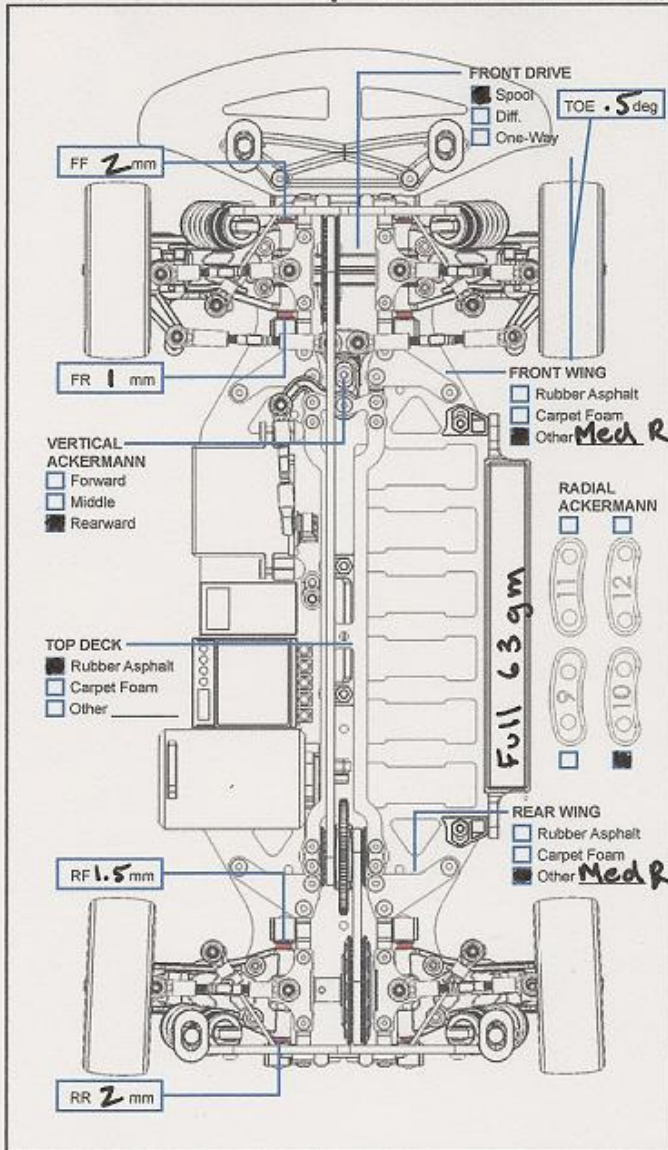 FRONT DRIVE
Spool
Diff.
One-Way
TOE .5 deg
FF 2 mm
FR 1 mm
FRONT WING
Rubber Asphalt
Carpet Foam
Other Med R
VERTICAL
ACKERMANN
Forward
Middle
Rearward
RADIAL
ACKERMANN
11
12
9
10
TOP DECK
Rubber Asphalt
Carpet Foam
Other
Full 63gm
REAR WING
Rubber Asphalt
Carpet Foam
Other Med R
RF 1.5 mm
RR 2 mm